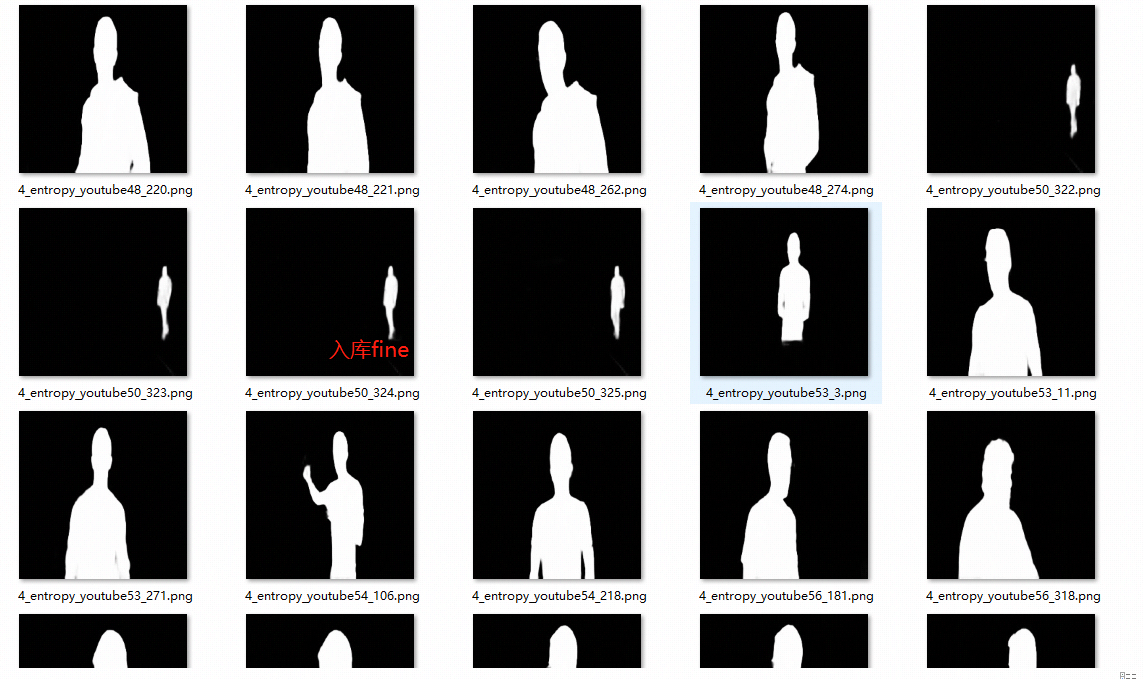 4_entropy_youtube48_220.png
4_entropy_youtube48_221.png
4_entropy_youtube48_262.png
4_entropy_youtube48_274.png
4_entropy_youtube50_322.png
入库fine
4_entropy_youtube50_323.png
4_entropy_youtube50_324.png
4_entropy_youtube50_325.png
4_entropy_youtube53_3.png
4_entropy_youtube53_11.png
4_entropy_youtube53_271.png
4_entropy_youtube54_106.png
4_entropy_youtube54_218.png
4_entropy_youtube56_181.png
4_entropy_youtube56_318.png